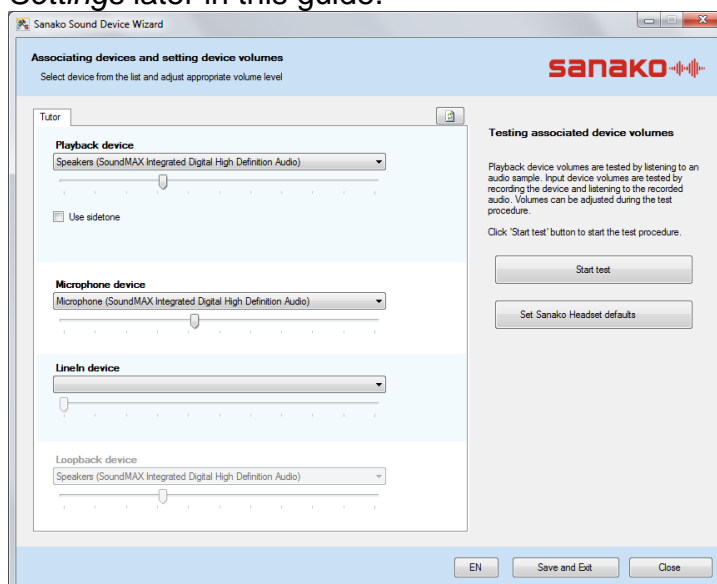 Settings later in this guide.
Sanako Sound Device Wizard
Associating devices and setting device volumes
Select device from the list and adjust appropriate volume level
sanako
Tutor
Playback device
Speakers (SoundMAX Integrated Digital High Definition Audio)
Use sidetone
Microphone device
Microphone (SoundMAX Integrated Digital High Definition Audio)
LineIn device
Loopback device
Speakers (SoundMAX Integrated Digital High Definition Audio)
Testing associated device volumes
Playback device volumes are tested by listening to an
audio sample. Input device volumes are tested by
recording the device and listening to the recorded
audio. Volumes can be adjusted during the test
procedure.
Click 'Start test' button to start the test procedure.
Start test
Set Sanako Headset defaults
EN
Save and Exit
Close